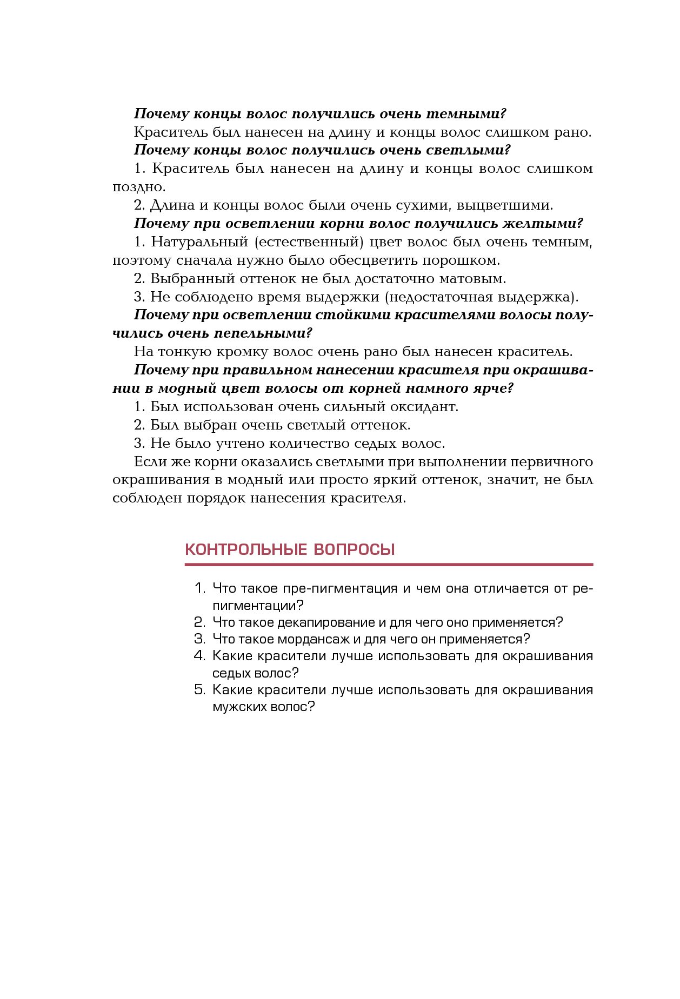 Почему концы волос получились очень темными?
Краситель был нанесен на длину и концы волос слишком рано.
Почему концы волос получились очень светлыми?
1. Краситель был нанесен на длину и концы волос слишком
поздно.
2. Длина и концы волос были очень сухими, выцветшими.
Почему при осветлении корни волос получились желтыми?
1. Натуральный (естественный) цвет волос был очень темным,
поэтому сначала нужно было обесцветить порошком.
2. Выбранный оттенок не был достаточно матовым.
3. Не соблюдено время выдержки (недостаточная выдержка).
Почему при осветлении стойкими красителями волосы полу-
чились очень пепельными?
На тонкую кромку волос очень рано был нанесен краситель.
Почему при правильном нанесении красителя при окрашива-
нии в модный цвет волосы от корней намного ярче?
1. Был использован очень сильный оксидант.
2. Был выбран очень светлый оттенок.
3. Не было учтено количество седых волос.
Если же корни оказались светлыми при выполнении первичного
окрашивания в модный или просто яркий оттенок, значит, не был
соблюден порядок нанесения красителя.
КОНТРОЛЬНЫЕ ВОПРОСЫ
1. Что такое пре-пигментация и чем она отличается от ре-
пигментации?
2. Что такое декапирование и для чего оно применяется?
3. Что такое мордансаж и для чего он применяется?
4. Какие красители лучше использовать для окрашивания
седых волос?
5. Какие красители лучше использовать для окрашивания
мужских волос?